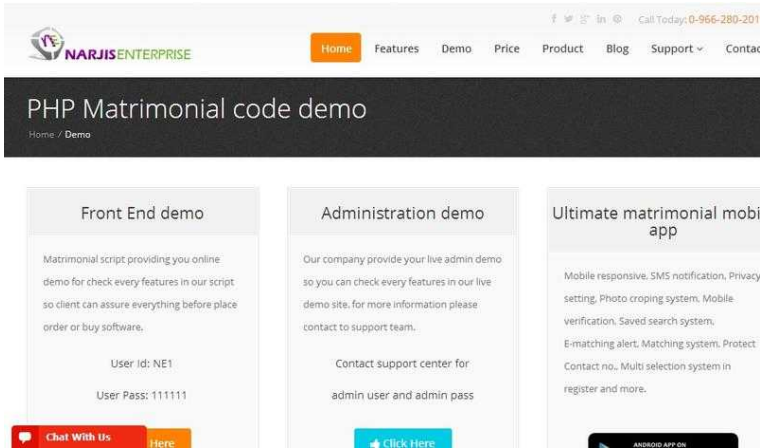 Call Today: 0-966-280-201
NARJISENTERPRISE
Home Features Demo Price Product Blog Support Contac
PHP Matrimonial code demo
Home / Demo
Front End demo
Matrimonial script providing you online
demo for check every features in our script
so client can assure everything before place
order or buy software.
User Id: NE1
User Pass: 111111
Here
Chat With Us
Administration demo
Our company provide your live admin demo
so you can check every features in our live
demo site. for more information please
contact to support team.
Contact support center for
admin user and admin pass
Click Here
Ultimate matrimonial mobi
app
Mobile responsive, SMS notification, Privacy
setting, Photo croping system, Mobile
verification, Saved search system,
E-matching alert, Matching system, Protect
Contact no., Multi selection system in
register and more.
ANDROID APP ON